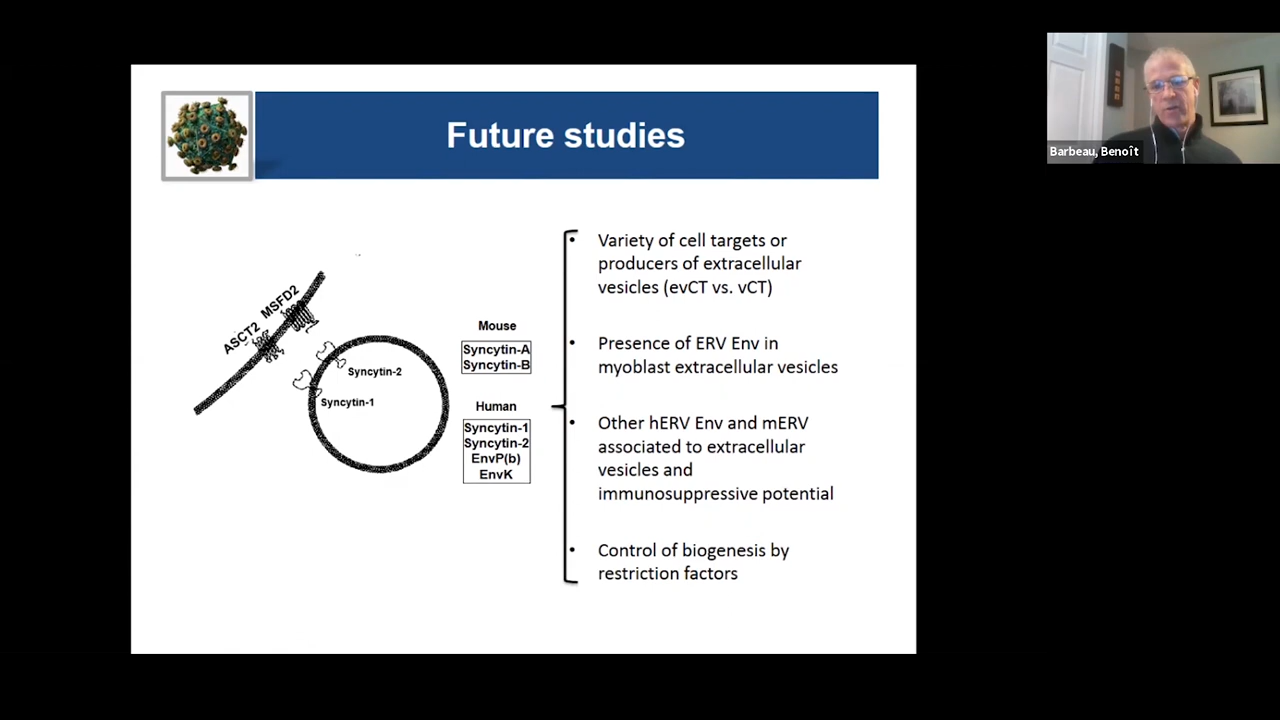 Future studies
Barbeau, Benoît
ASCT2
MSFD2
Syncytin-2
Syncytin-1
Mouse
Syncytin-A
Syncytin-B
Human
Syncytin-1
Syncytin-2
EnvP(b)
EnvK
• Variety of cell targets or
producers of extracellular
vesicles (evCT vs. vCT)
• Presence of ERV Env in
myoblast extracellular vesicles
• Other hERV Env and mERV
associated to extracellular
vesicles and
immunosuppressive potential
• Control of biogenesis by
restriction factors